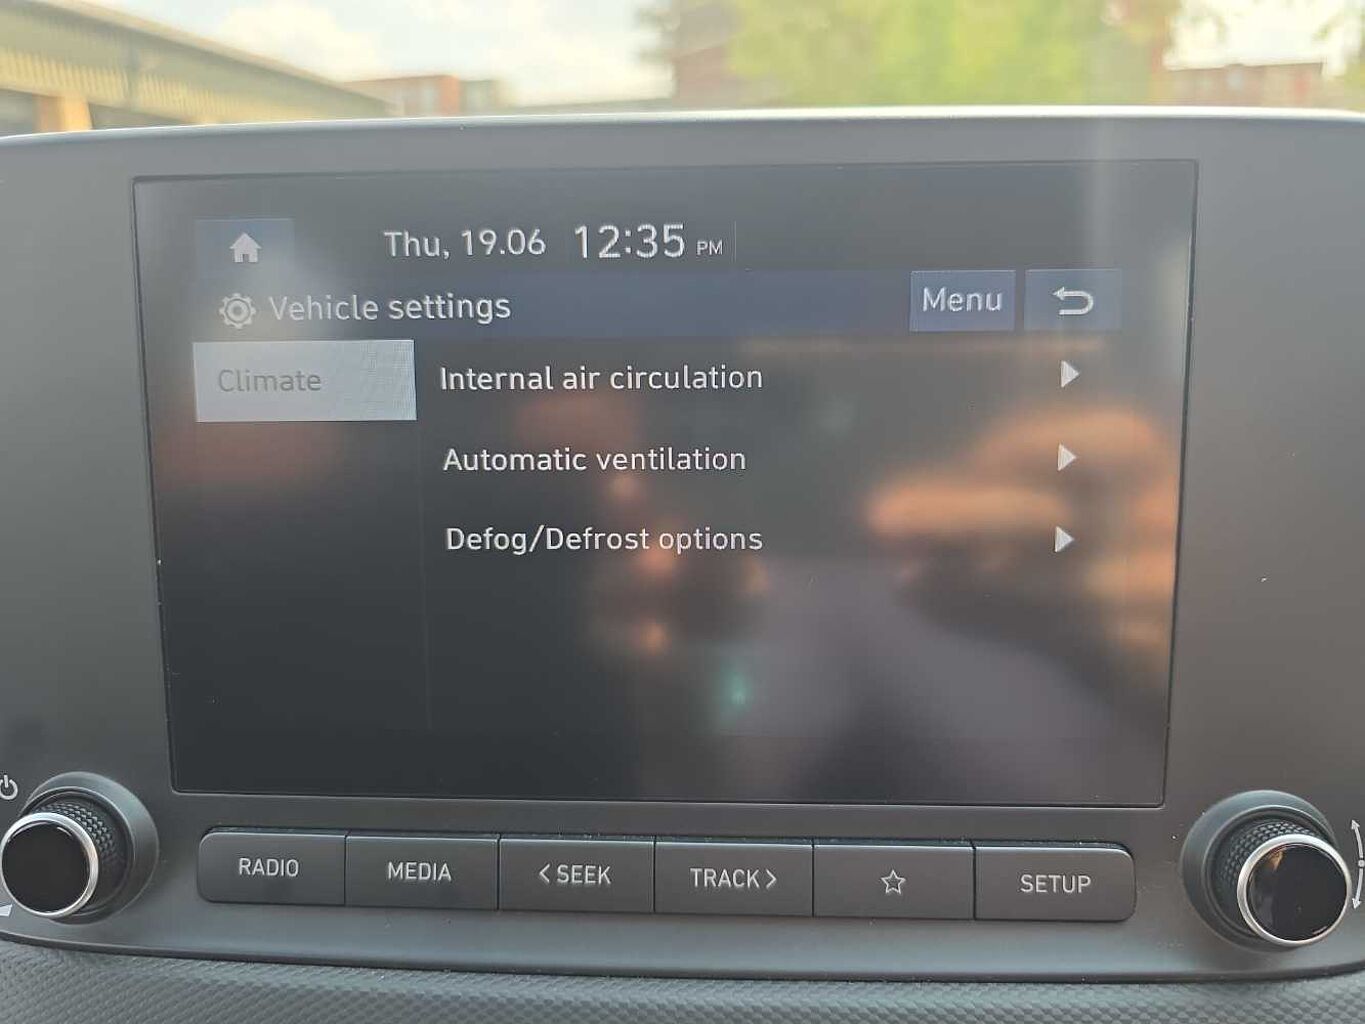 Thu, 19.06 12:35 PM
Vehicle settings Menu
Climate Internal air circulation
Automatic ventilation
Defog/Defrost options
RADIO MEDIA <SEEK TRACK> SETUP